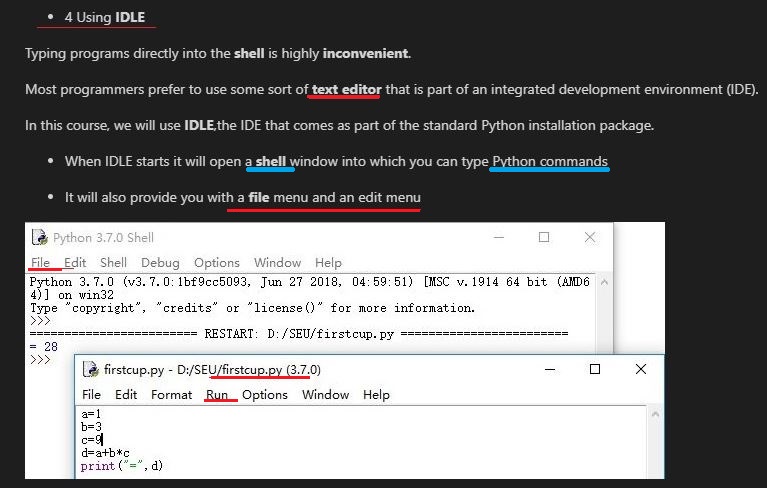 • 4 Using IDLE
Typing programs directly into the shell is highly inconvenient.
Most programmers prefer to use some sort of text editor that is part of an integrated development environment (IDE).
In this course, we will use IDLE,the IDE that comes as part of the standard Python installation package.
• When IDLE starts it will open a shell window into which you can type Python commands
• It will also provide you with a file menu and an edit menu
Python 3.7.0 Shell
File Edit Shell Debug Options Window Help
Python 3.7.0 (v3.7.0:1bf9cc5093, Jun 27 2018, 04:59:51) [MSC v.1914 64 bit (AMD6
4)] on win32
Type "copyright", "credits" or "license()" for more information.
>>>
======================== RESTART: D:/SEU/firstcup.py ========================
= 28
>>>
firstcup.py - D:/SEU/firstcup.py (3.7.0)
File Edit Format Run Options Window Help
a=1
b=3
c=9
d=a+b*c
print("=",d)